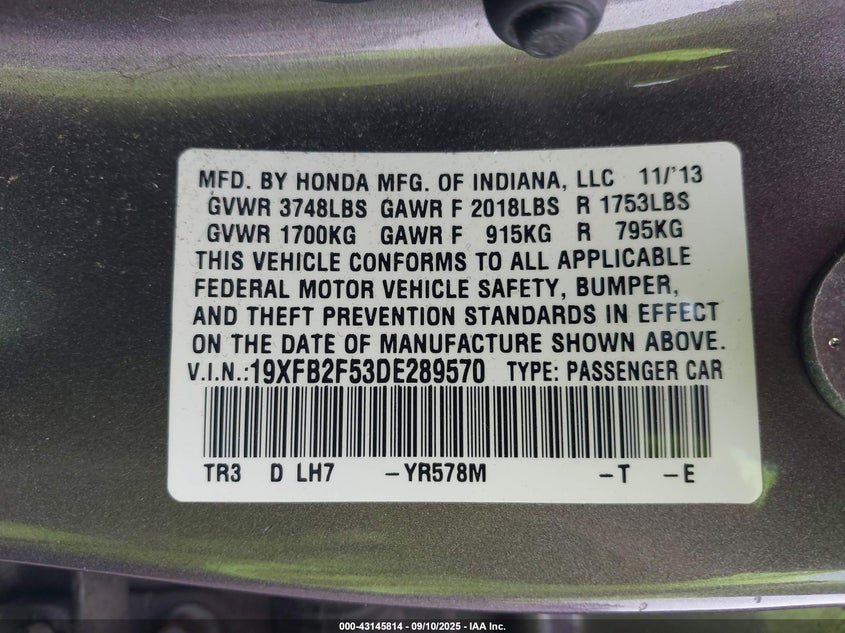 MFD. BY HONDA MFG. OF INDIANA, LLC 11/'13
GVWR 3748LBS GAWR F 2018LBS R 1753LBS
GVWR 1700KG GAWR F 915KG R 795KG
THIS VEHICLE CONFORMS TO ALL APPLICABLE
FEDERAL MOTOR VEHICLE SAFETY, BUMPER,
AND THEFT PREVENTION STANDARDS IN EFFECT
ON THE DATE OF MANUFACTURE SHOWN ABOVE.
V.I.N.:19XFB2F53DE289570 TYPE: PASSENGER CAR
TR3 D LH7 -YR578M -T -E
000-43145814 - 09/10/2025 - IAA Inc.